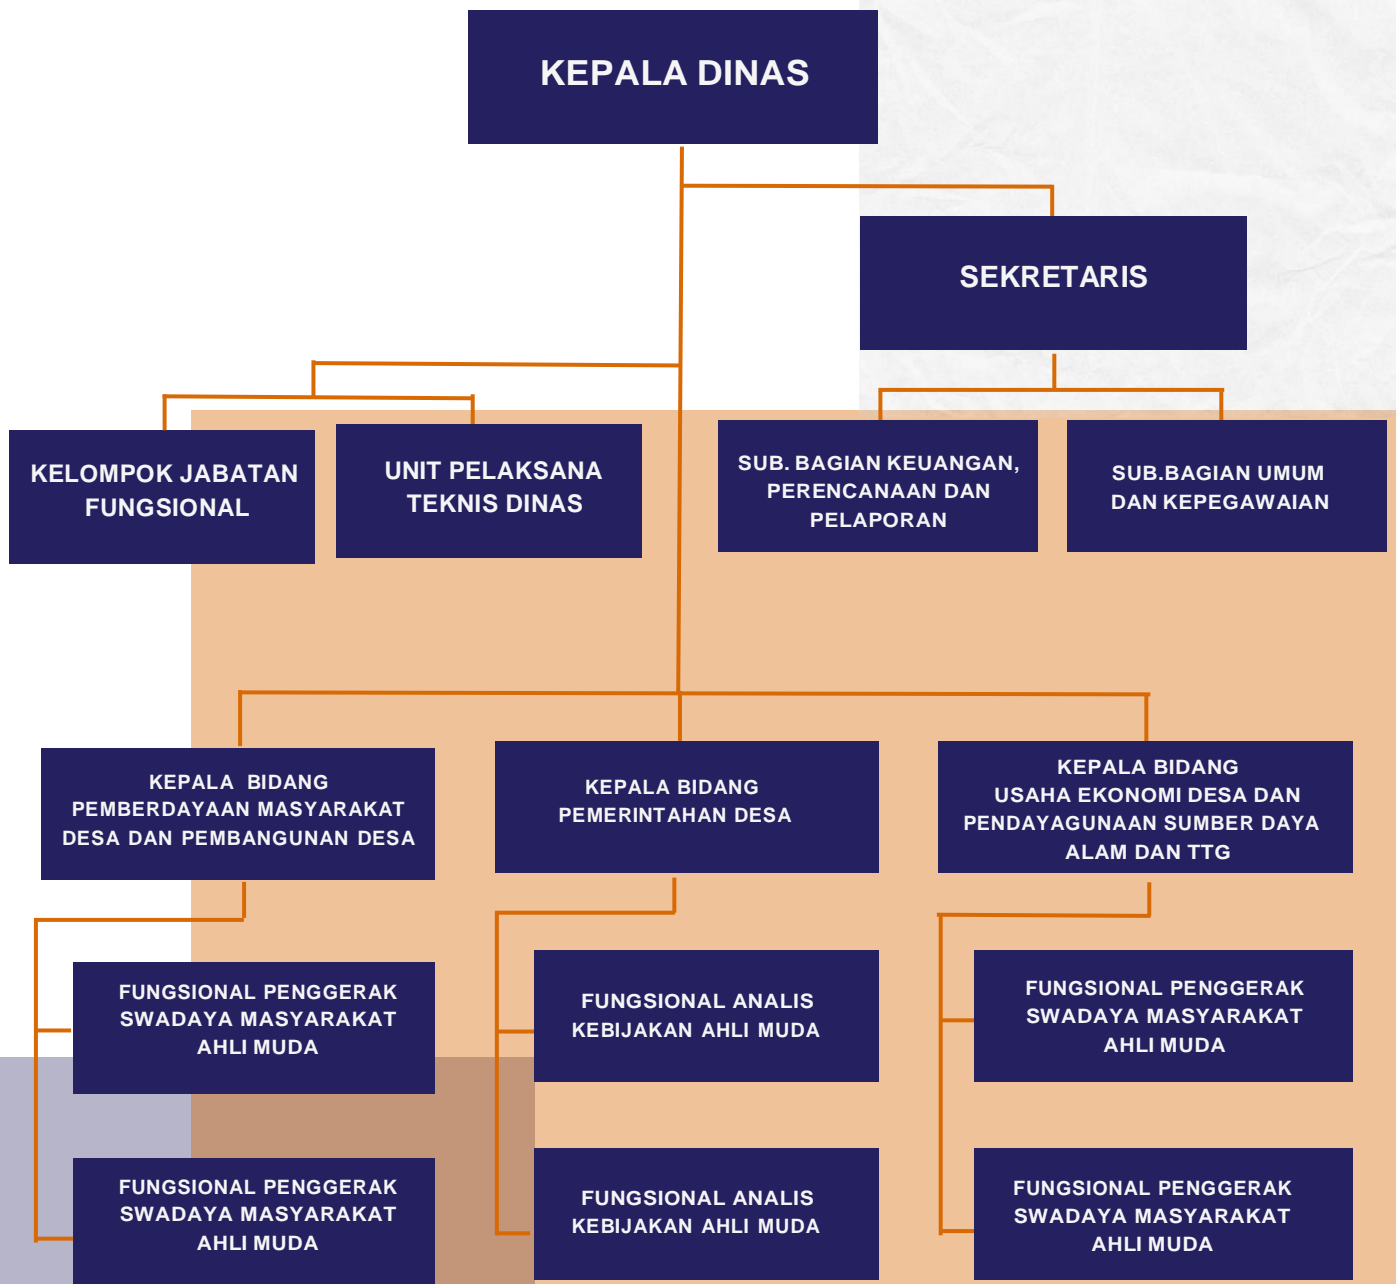 KEPALA DINAS
SEKRETARIS
KELOMPOK JABATAN
FUNGSIONAL
UNIT PELAKSANA
TEKNIS DINAS
SUB. BAGIAN KEUANGAN,
PERENCANAAN DAN
PELAPORAN
SUB.BAGIAN UMUM
DAN KEPEGAWAIAN
KEPALA BIDANG
PEMBERDAYAAN MASYARAKAT
DESA DAN PEMBANGUNAN DESA
KEPALA BIDANG
PEMERINTAHAN DESA
KEPALA BIDANG
USAHA EKONOMI DESA DAN
PENDAYAGUNAAN SUMBER DAYA
ALAM DAN TTG
FUNGSIONAL PENGGERAK
SWADAYA MASYARAKAT
AHLI MUDA
FUNGSIONAL ANALIS
KEBIJAKAN AHLI MUDA
FUNGSIONAL PENGGERAK
SWADAYA MASYARAKAT
AHLI MUDA
FUNGSIONAL PENGGERAK
SWADAYA MASYARAKAT
AHLI MUDA
FUNGSIONAL ANALIS
KEBIJAKAN AHLI MUDA
FUNGSIONAL PENGGERAK
SWADAYA MASYARAKAT
AHLI MUDA